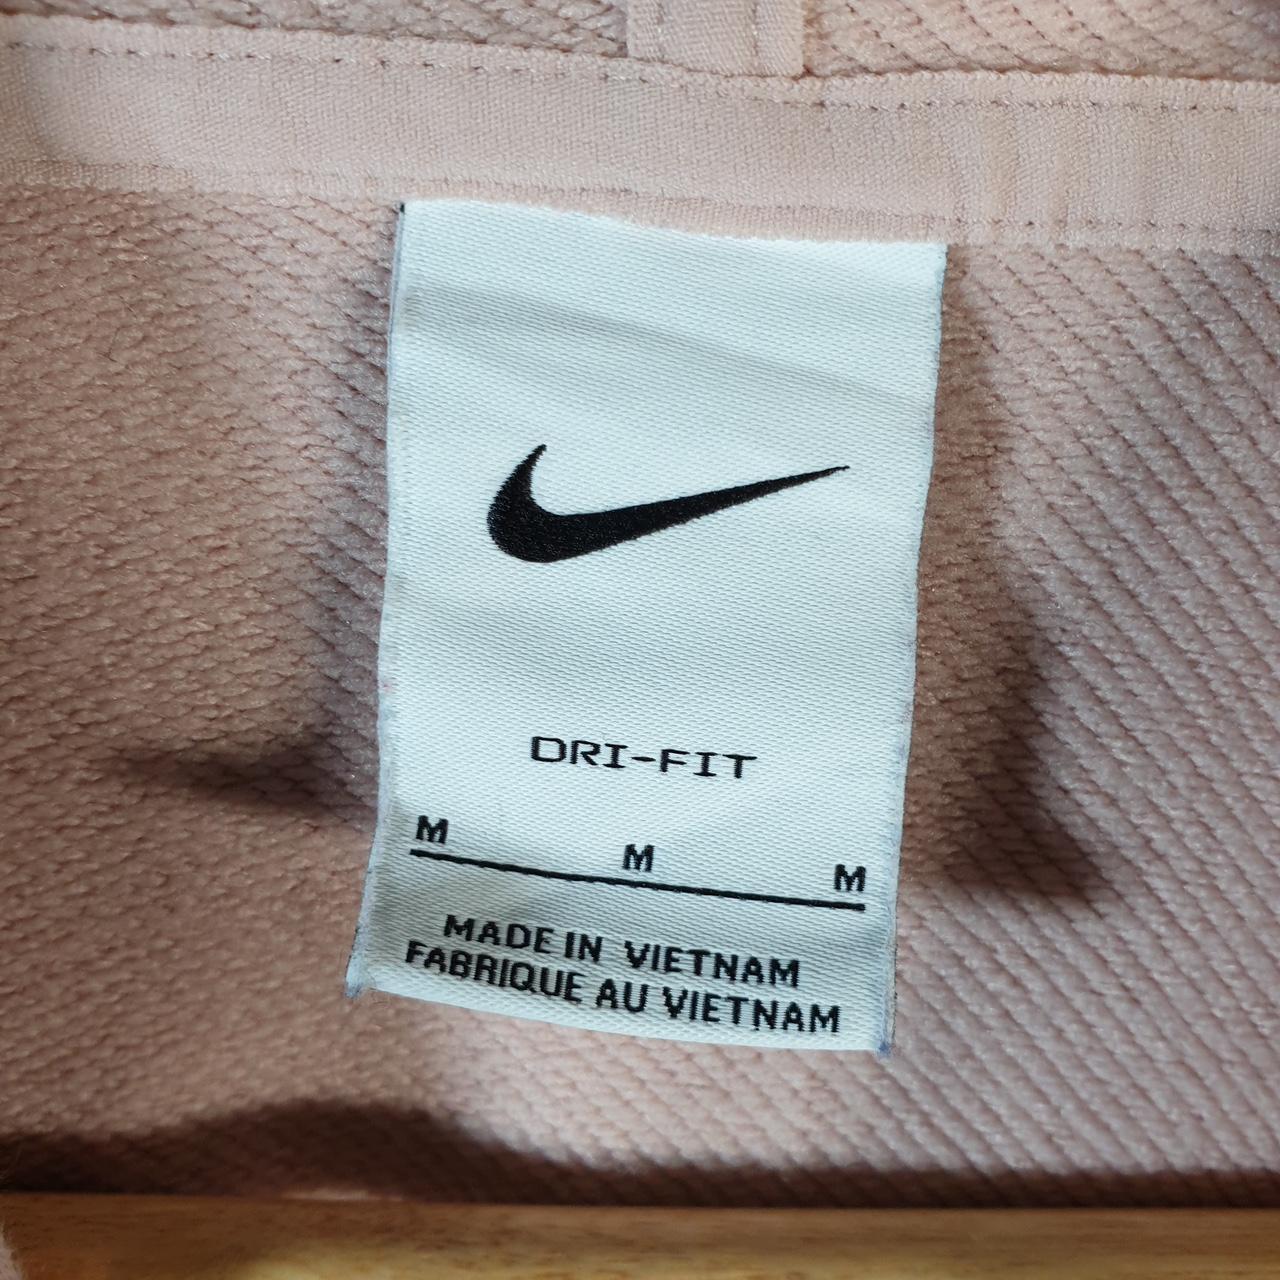 DRI-FIT
M M M
MADE IN VIETNAM
FABRIQUE AU VIETNAM